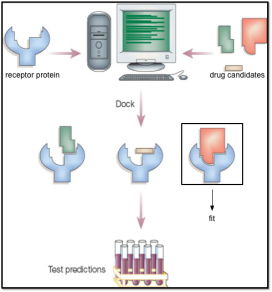 receptor protein
drug candidates
Dock
fit
Test predictions